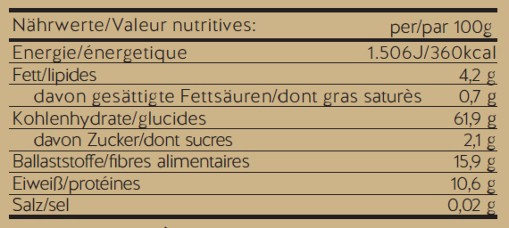 Nährwerte/Valeur nutritives: per/par 100g
Energie/énergetique 1.506J/360kcal
Fett/lipides 4,2 g
davon gesättigte Fettsäuren/dont gras saturès 0,7 g
Kohlenhydrate/glucides 61,9 g
davon Zucker/dont sucres 2,1 g
Ballaststoffe/fibres alimentaires 15,9 g
Eiweiß/protéines 10,6 g
Salz/sel 0,02 g